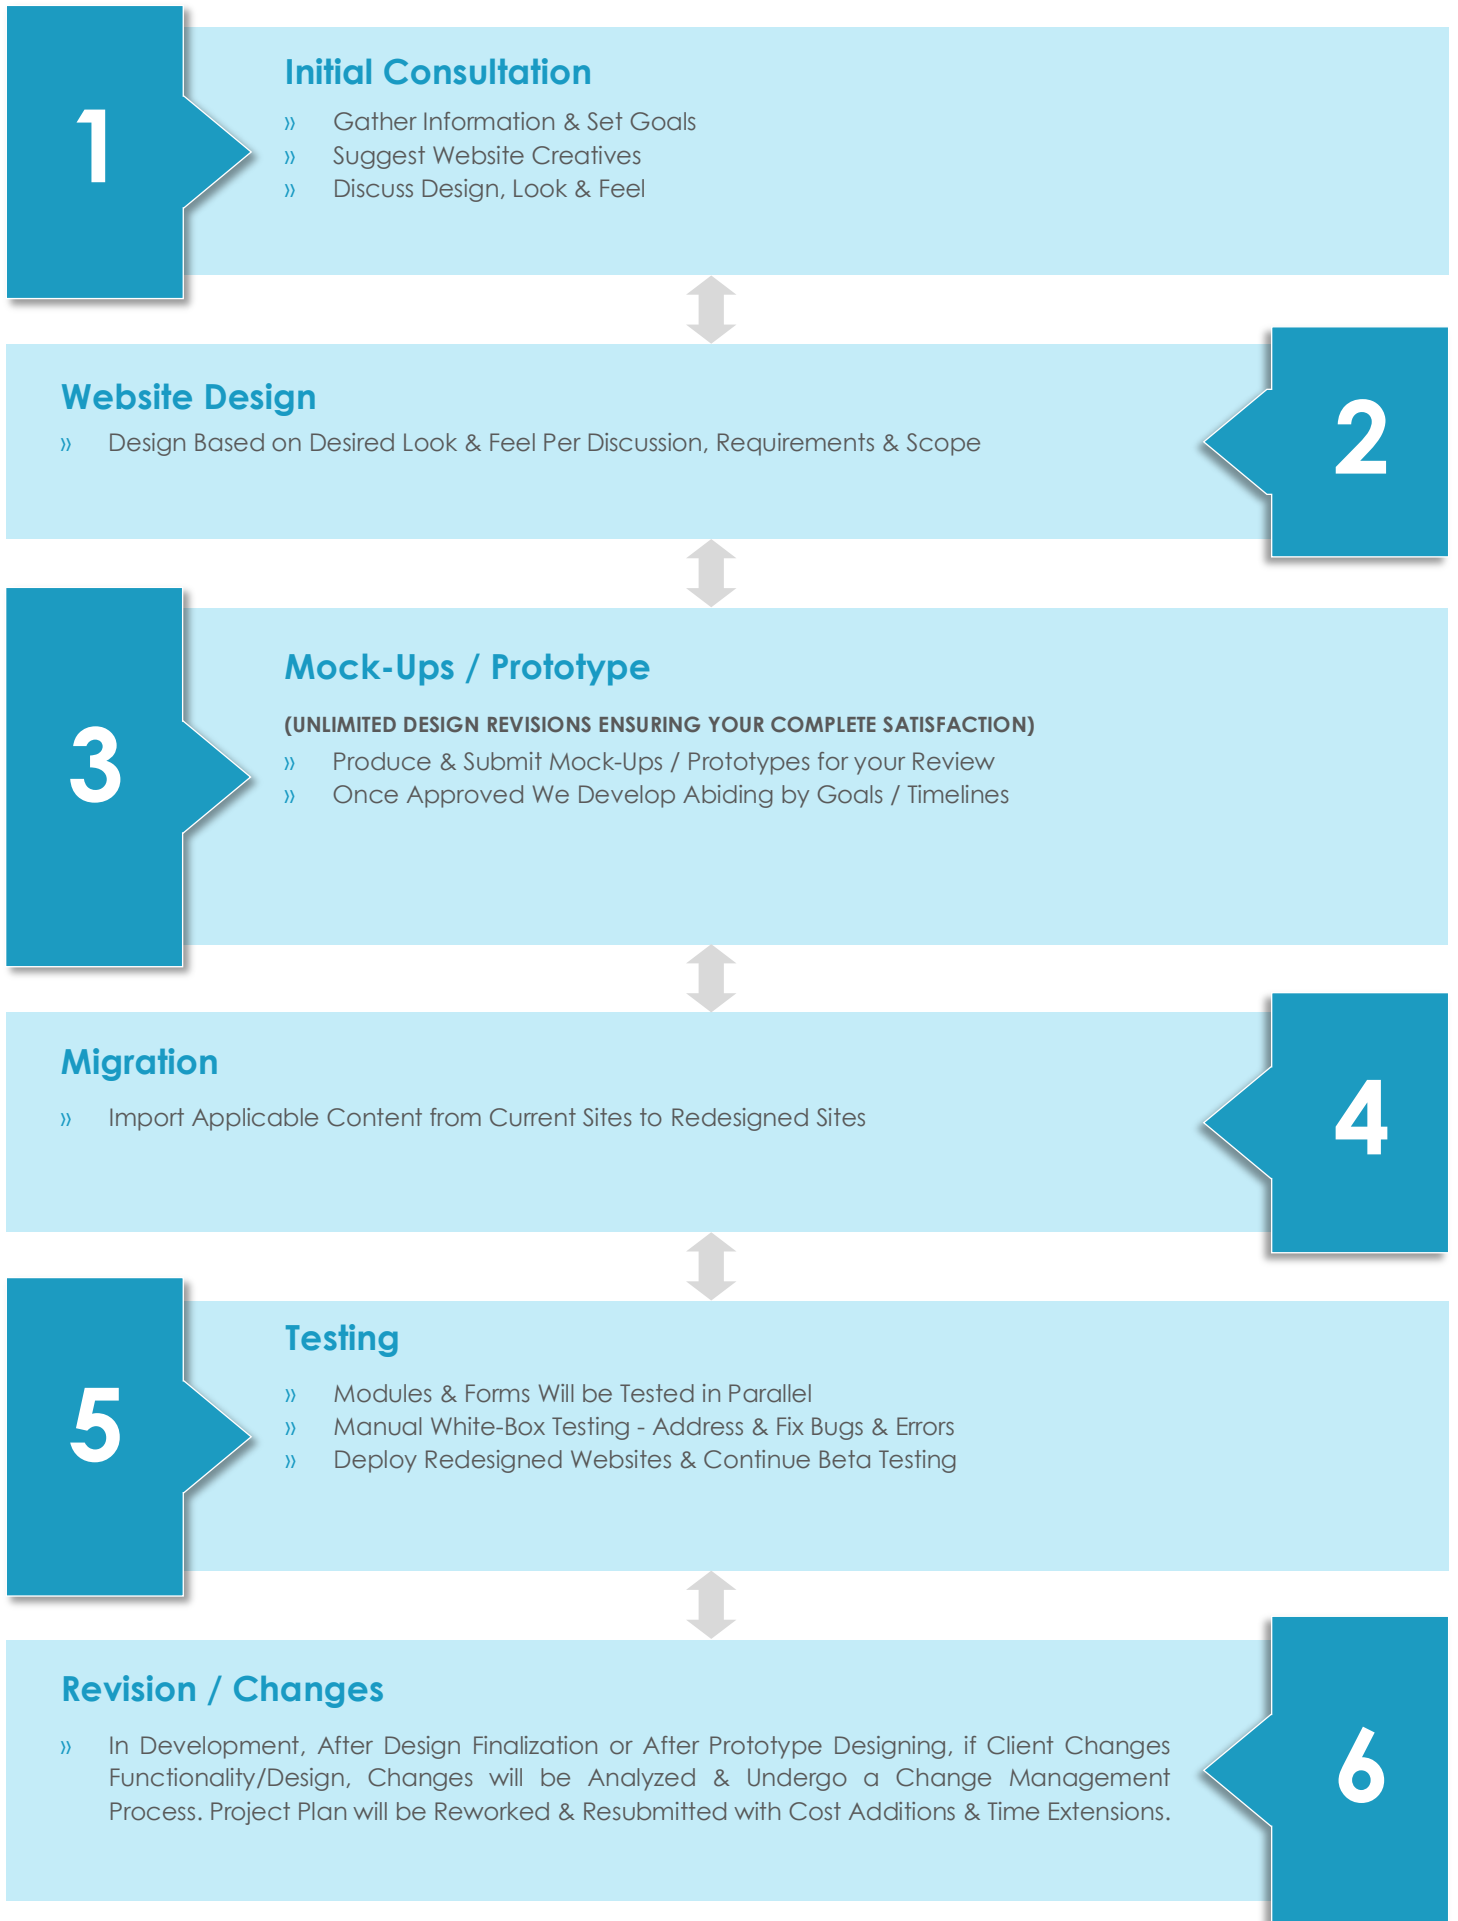 1
Initial Consultation
» Gather Information & Set Goals
» Suggest Website Creatives
» Discuss Design, Look & Feel
Website Design
» Design Based on Desired Look & Feel Per Discussion, Requirements & Scope
2
3
Mock-Ups / Prototype
(UNLIMITED DESIGN REVISIONS ENSURING YOUR COMPLETE SATISFACTION)
» Produce & Submit Mock-Ups / Prototypes for your Review
» Once Approved We Develop Abiding by Goals / Timelines
Migration
» Import Applicable Content from Current Sites to Redesigned Sites
4
5
Testing
» Modules & Forms Will be Tested in Parallel
» Manual White-Box Testing - Address & Fix Bugs & Errors
» Deploy Redesigned Websites & Continue Beta Testing
Revision / Changes
» In Development, After Design Finalization or After Prototype Designing, if Client Changes
Functionality/Design, Changes will be Analyzed & Undergo a Change Management
Process. Project Plan will be Reworked & Resubmitted with Cost Additions & Time Extensions.
6